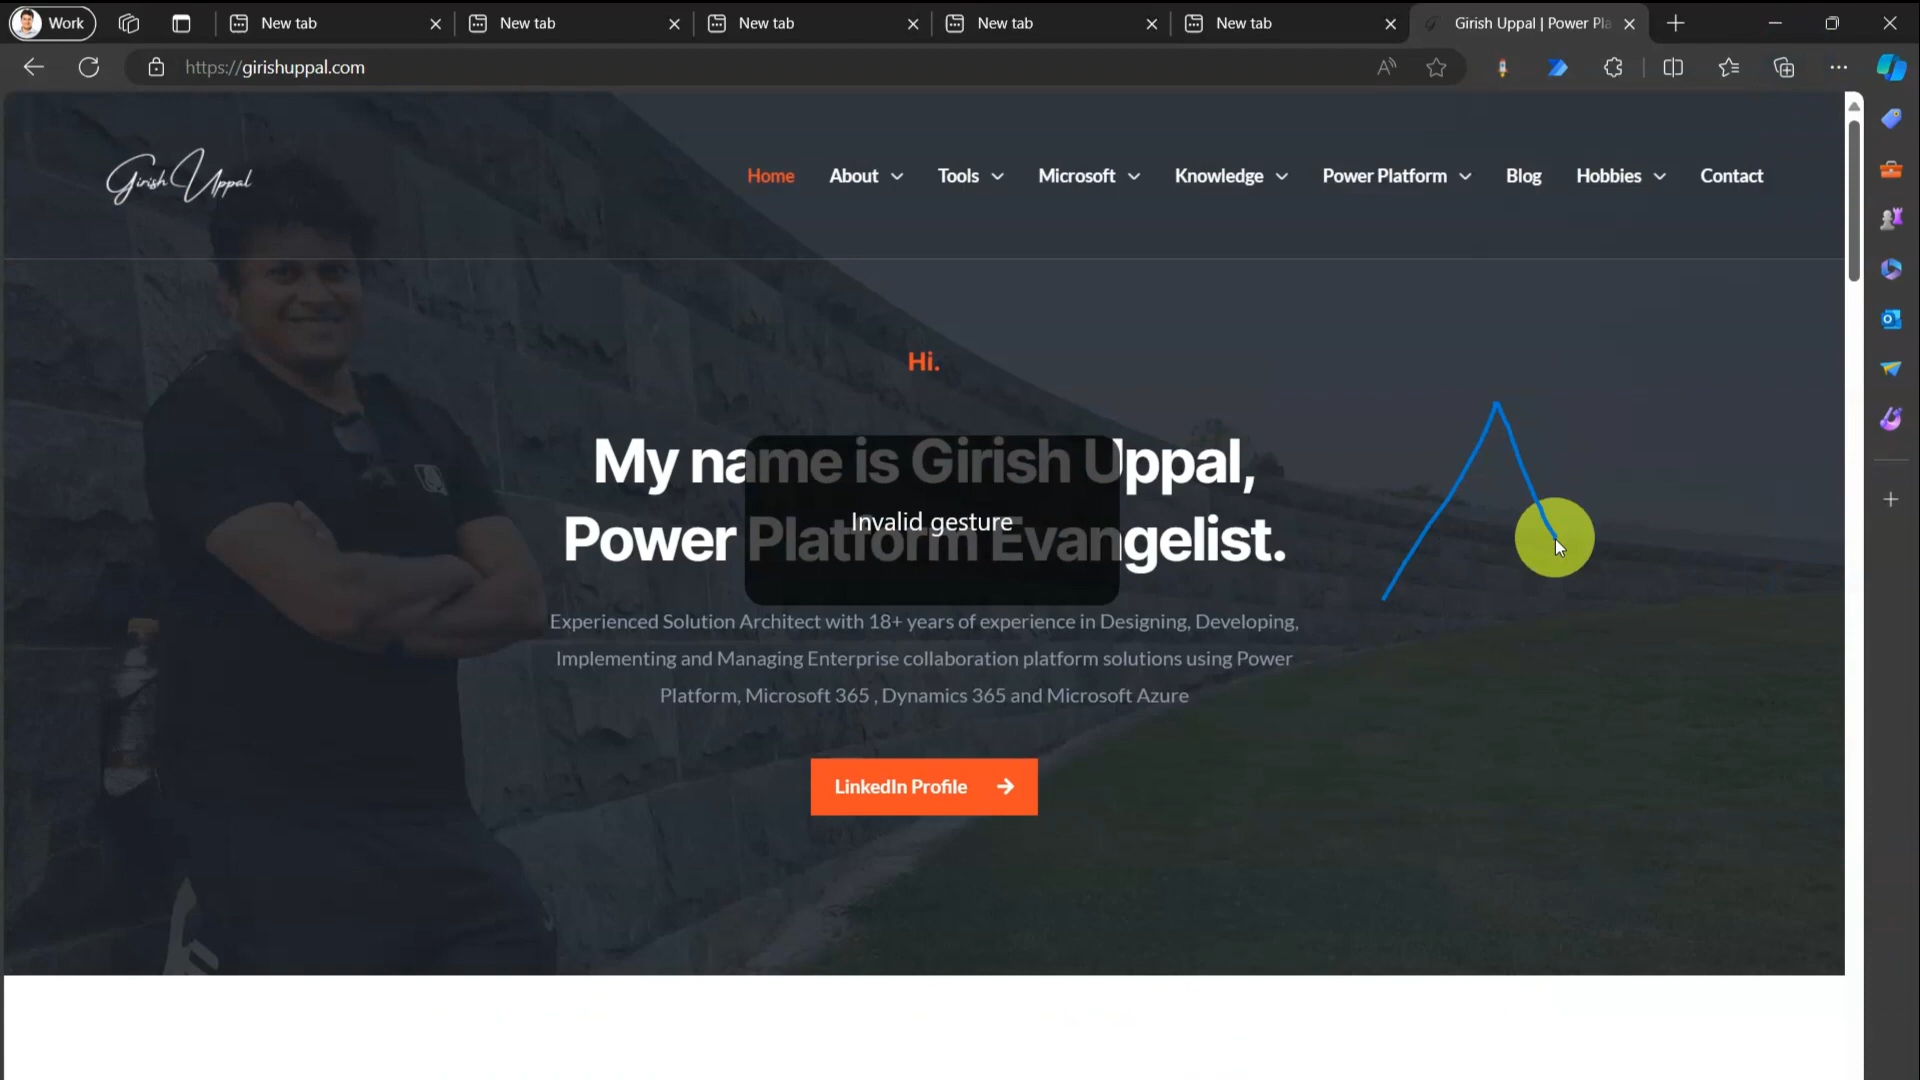 Work
New tab
New tab
New tab
New tab
New tab
Girish Uppal | Power Pla
https://girishuppal.com
Girish Uppal
Home
About
Tools
Microsoft
Knowledge
Power Platform
Blog
Hobbies
Contact
Hi.
My name is Girish Uppal,
Power Platform Evangelist.
Invalid gesture
Experienced Solution Architect with 18+ years of experience in Designing, Developing,
Implementing and Managing Enterprise collaboration platform solutions using Power
Platform, Microsoft 365 , Dynamics 365 and Microsoft Azure
LinkedIn Profile